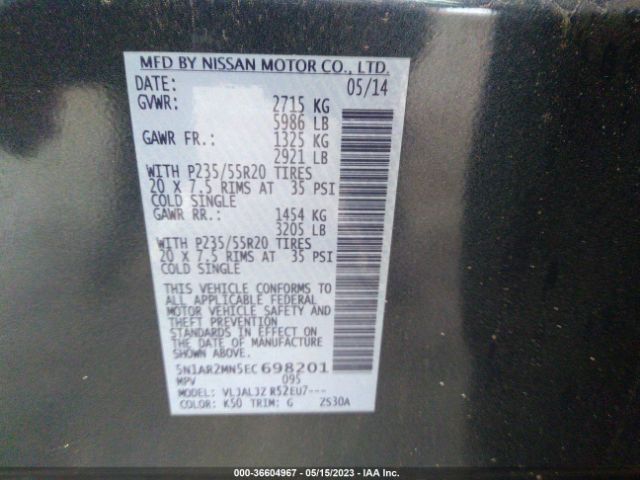 MFD BY NISSAN MOTOR CO., LTD.
DATE: 05/14
GVWR: 2715 KG
5986 LB
GAWR FR.: 1325 KG
2921 LB
WITH P235/55R20 TIRES
20 X 7.5 RIMS AT 35 PSI
COLD SINGLE
GAWR RR.: 1454 KG
3205 LB
WITH P235/55R20 TIRES
20 X 7.5 RIMS AT 35 PSI
COLD SINGLE
THIS VEHICLE CONFORMS TO
ALL APPLICABLE FEDERAL
MOTOR VEHICLE SAFETY AND
THEFT PREVENTION
STANDARDS IN EFFECT ON
THE DATE OF MANUFACTURE
SHOWN ABOVE.
5N1AR2MN5EC698201
MPV 095
MODEL: VLJALJZ R52EU7---
COLOR: K50 TRIM: G ZS30A
000-36604967 - 05/15/2023 - IAA Inc.